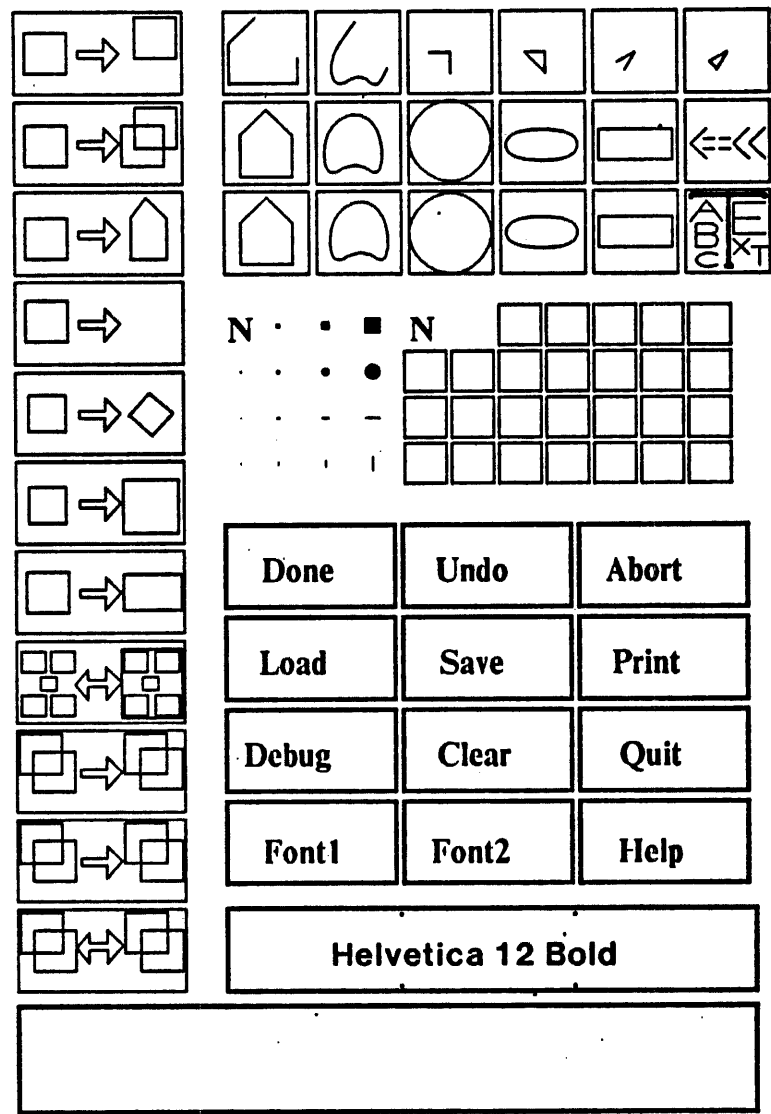 A T E
B X T
C
N N
Done Undo Abort
Load Save Print
Debug Clear Quit
Font1 Font2 Help
Helvetica 12 Bold